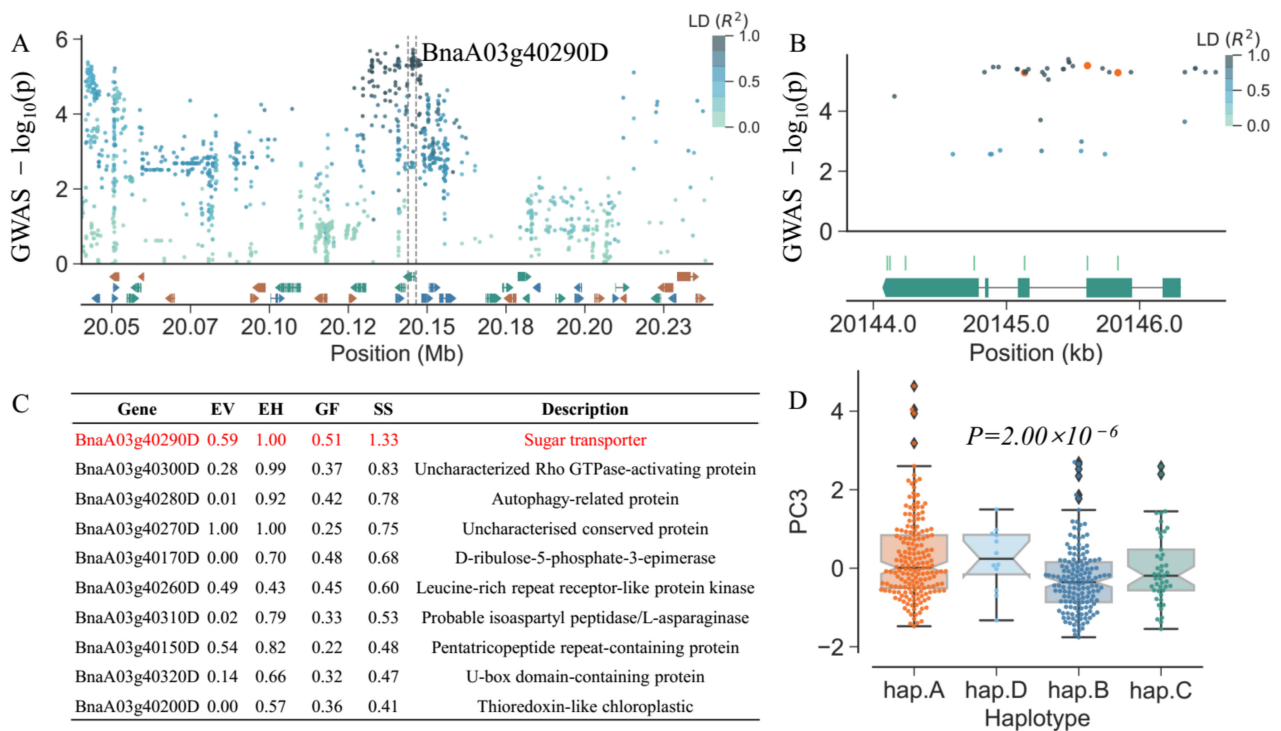 A
GWAS − log10(p)
6
4
2
0
BnaA03g40290D
LD (R²)
1.0
0.5
0.0
20.05 20.07 20.10 20.12 20.15 20.18 20.20 20.23
Position (Mb)
B
GWAS − log10(p)
4
2
0
LD (R²)
1.0
0.5
0.0
20144.0 20145.0 20146.0
Position (kb)
C
Gene EV EH GF SS Description
BnaA03g40290D 0.59 1.00 0.51 1.33 Sugar transporter
BnaA03g40300D 0.28 0.99 0.37 0.83 Uncharacterized Rho GTPase-activating protein
BnaA03g40280D 0.01 0.92 0.42 0.78 Autophagy-related protein
BnaA03g40270D 1.00 1.00 0.25 0.75 Uncharacterised conserved protein
BnaA03g40170D 0.00 0.70 0.48 0.68 D-ribulose-5-phosphate-3-epimerase
BnaA03g40260D 0.49 0.43 0.45 0.60 Leucine-rich repeat receptor-like protein kinase
BnaA03g40310D 0.02 0.79 0.33 0.53 Probable isoaspartyl peptidase/L-asparaginase
BnaA03g40150D 0.54 0.82 0.22 0.48 Pentatricopeptide repeat-containing protein
BnaA03g40320D 0.14 0.66 0.32 0.47 U-box domain-containing protein
BnaA03g40200D 0.00 0.57 0.36 0.41 Thioredoxin-like chloroplastic
D
P=2.00×10⁻⁶
PC3
4
2
0
−2
hap.A hap.D hap.B hap.C
Haplotype